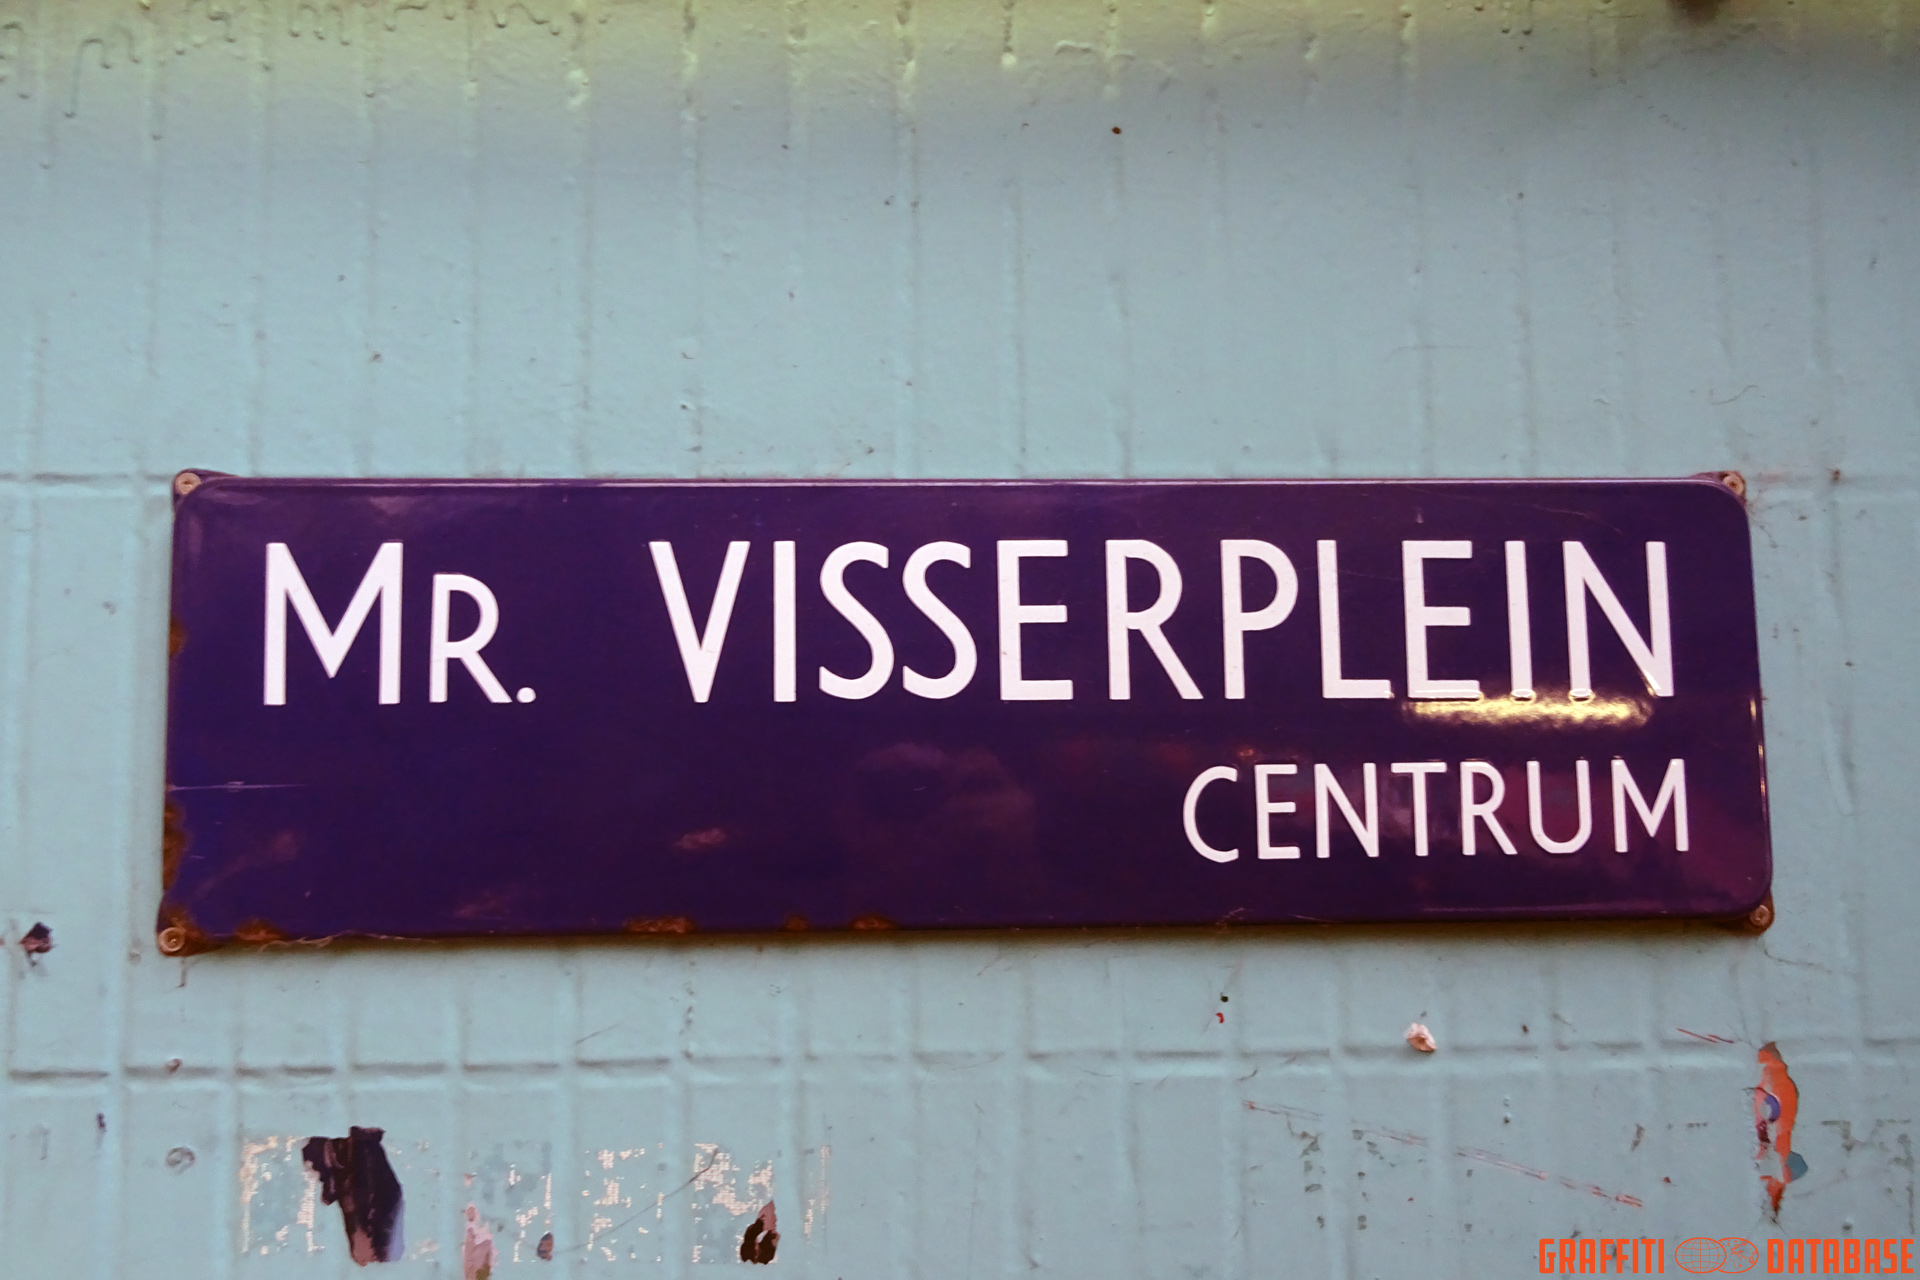 MR. VISSERPLEIN
CENTRUM
GRAFFITI DATABASE